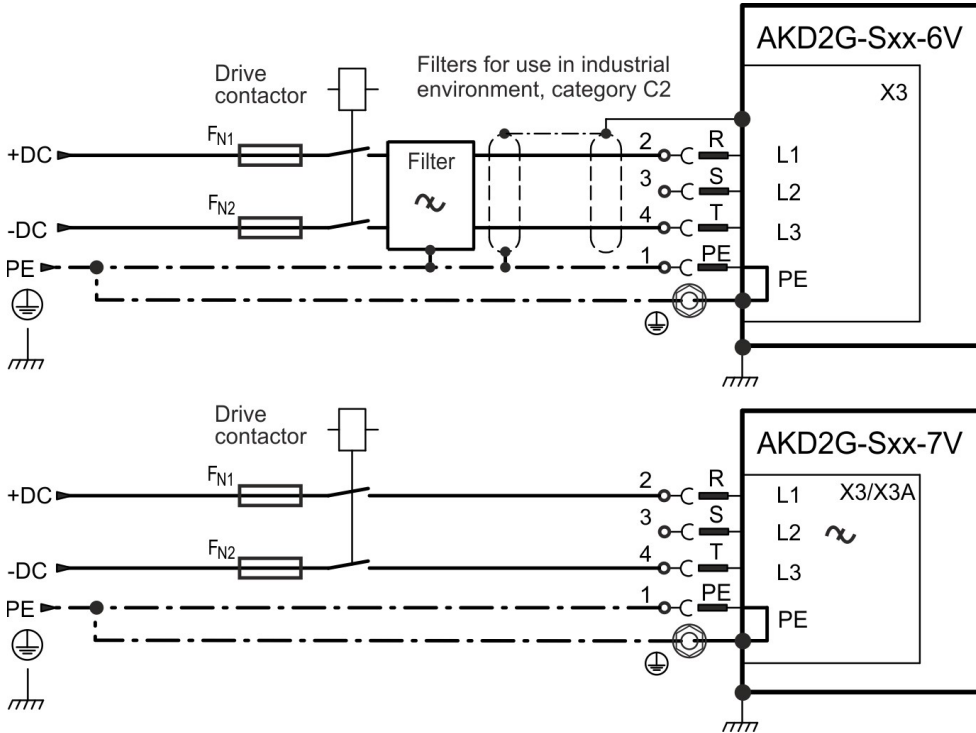 AKD2G-Sxx-6V
Drive
contactor
Filters for use in industrial
environment, category C2
X3
FN1
+DC
Filter
2
R
L1
3
S
L2
FN2
-DC
4
T
L3
PE
1
PE
PE
Drive
contactor
AKD2G-Sxx-7V
FN1
+DC
2
R
L1
X3/X3A
3
S
L2
FN2
-DC
4
T
L3
PE
1
PE
PE